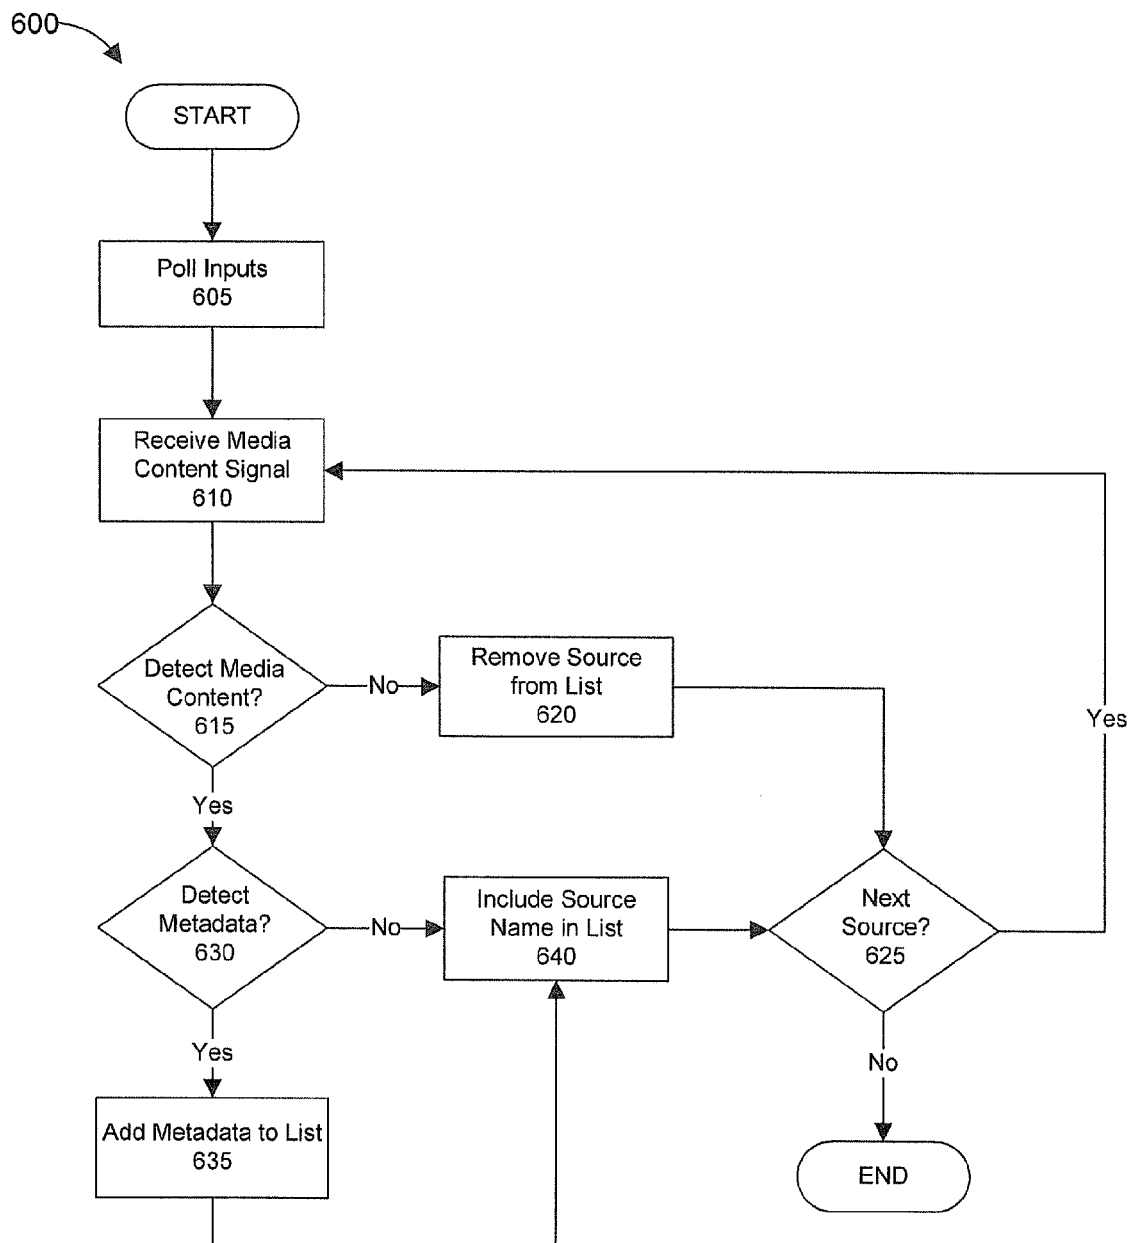 600
START
Poll Inputs
605
Receive Media
Content Signal
610
Detect Media
Content?
615
No
Remove Source
from List
620
Yes
Yes
Detect
Metadata?
630
No
Include Source
Name in List
640
Next
Source?
625
Yes
No
Add Metadata to List
635
END